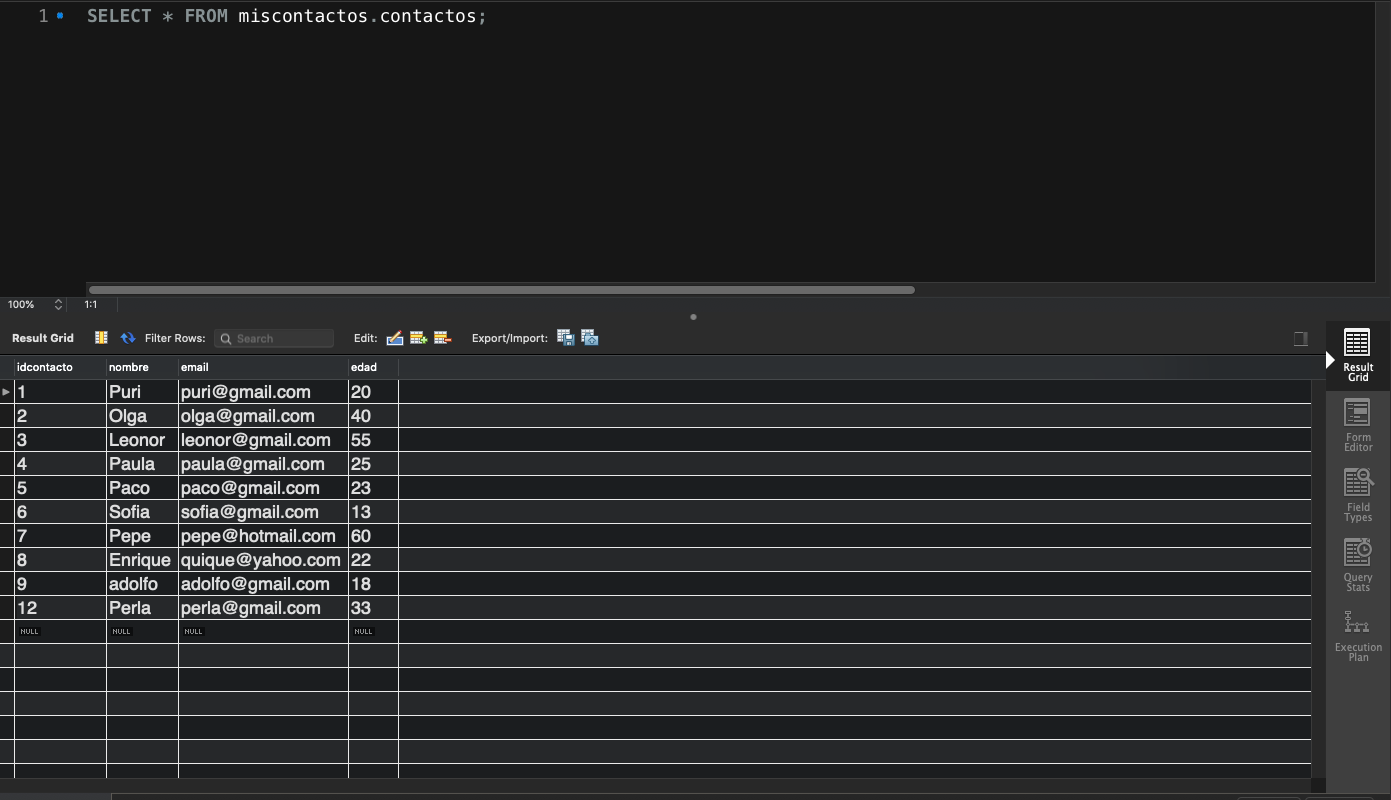 1 SELECT * FROM miscontactos.contactos;
100% 1:1
Result Grid Filter Rows: Search Edit: Export/Import:
idcontacto nombre email edad
1 Puri puri@gmail.com 20
2 Olga olga@gmail.com 40
3 Leonor leonor@gmail.com 55
4 Paula paula@gmail.com 25
5 Paco paco@gmail.com 23
6 Sofia sofia@gmail.com 13
7 Pepe pepe@hotmail.com 60
8 Enrique quique@yahoo.com 22
9 adolfo adolfo@gmail.com 18
12 Perla perla@gmail.com 33
NULL NULL NULL NULL
Result
Grid
Form
Editor
Field
Types
Query
Stats
Execution
Plan